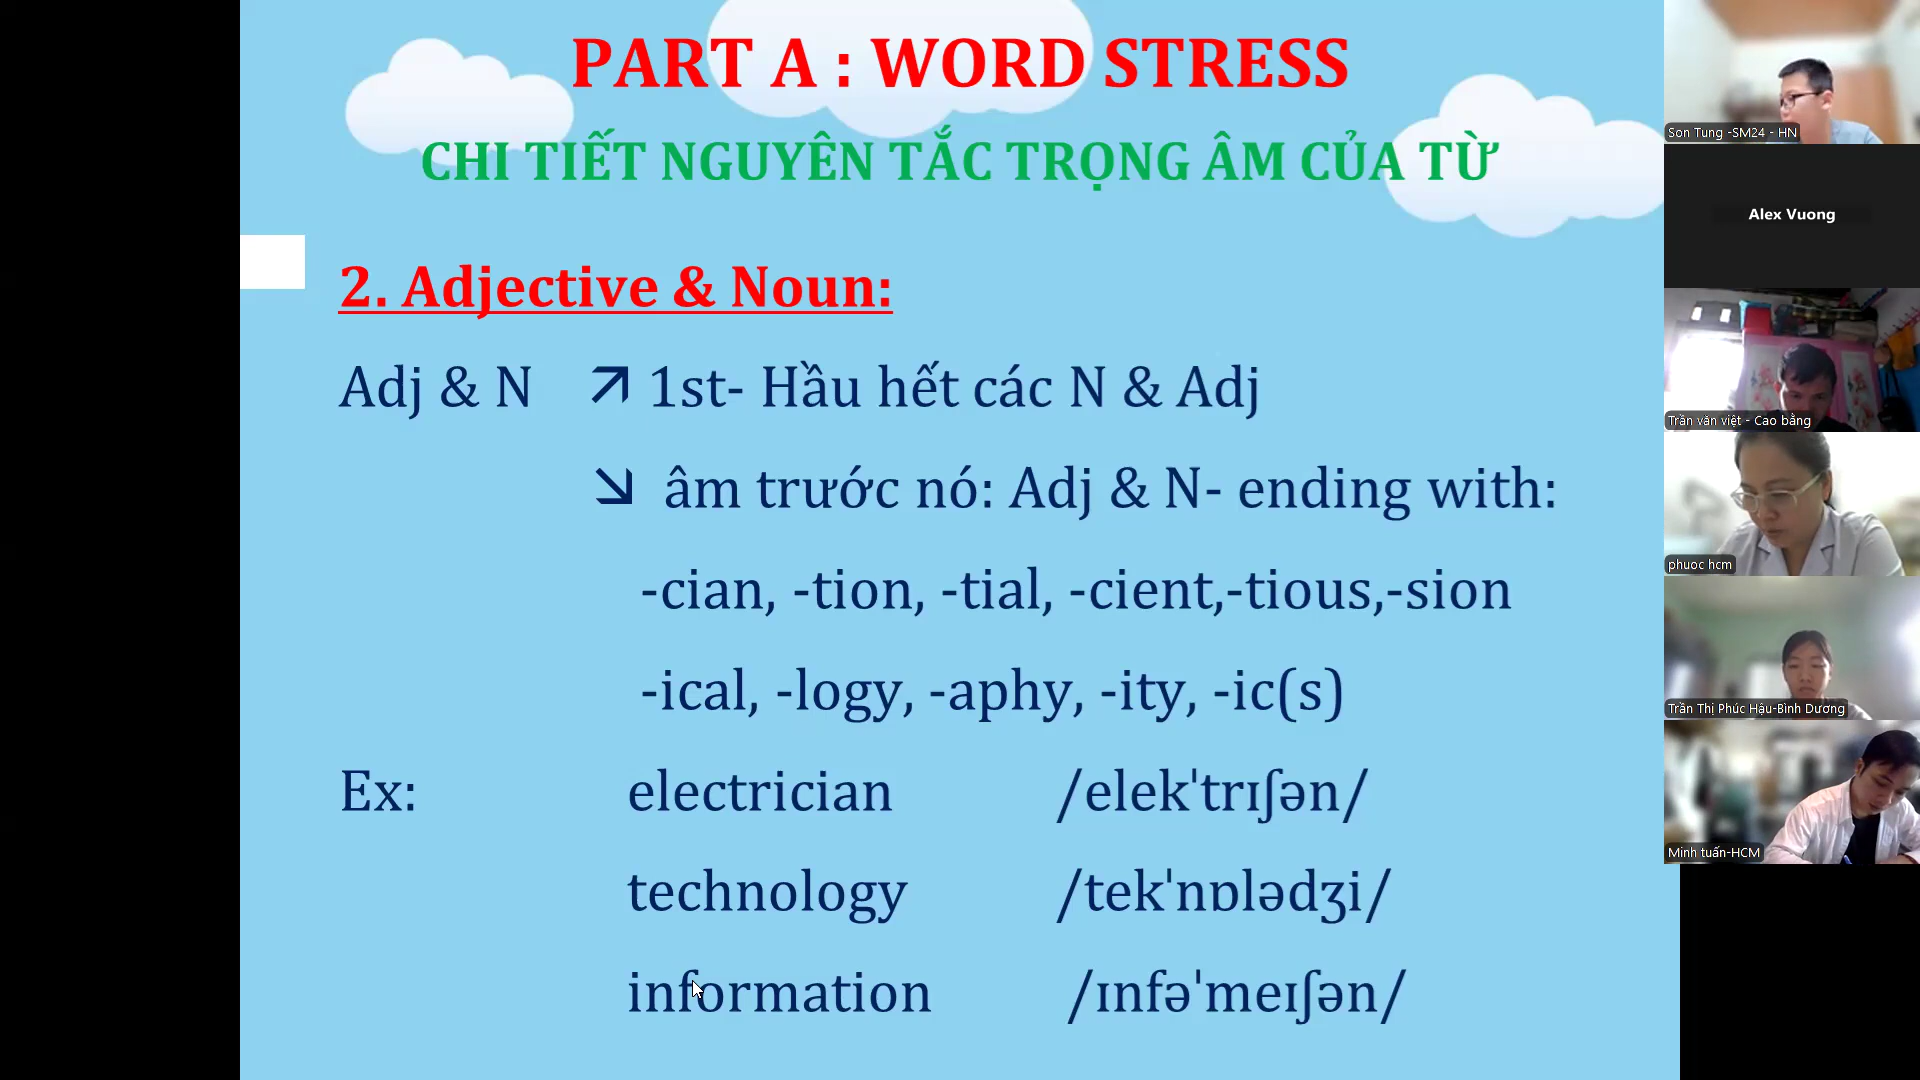 PART A : WORD STRESS
CHI TIẾT NGUYÊN TẮC TRỌNG ÂM CỦA TỪ
2. Adjective & Noun:
Adj & N ↗ 1st- Hầu hết các N & Adj
↘ âm trước nó: Adj & N- ending with:
-cian, -tion, -tial, -cient,-tious,-sion
-ical, -logy, -aphy, -ity, -ic(s)
Ex: electrician /elekˈtrɪʃən/
technology /tekˈnɒlədʒi/
information /ɪnfəˈmeɪʃən/
Son Tung -SM24 - HN
Alex Vuong
Trần văn việt - Cao bằng
phuoc hcm
Trần Thị Phúc Hậu-Bình Dương
Minh tuấn-HCM